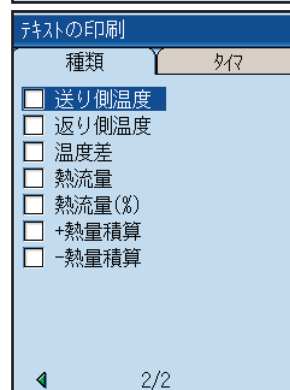 テキストの印刷
種類
タイマ
送り側温度
返り側温度
温度差
熱流量
熱流量(%)
+熱量積算
-熱量積算
2/2